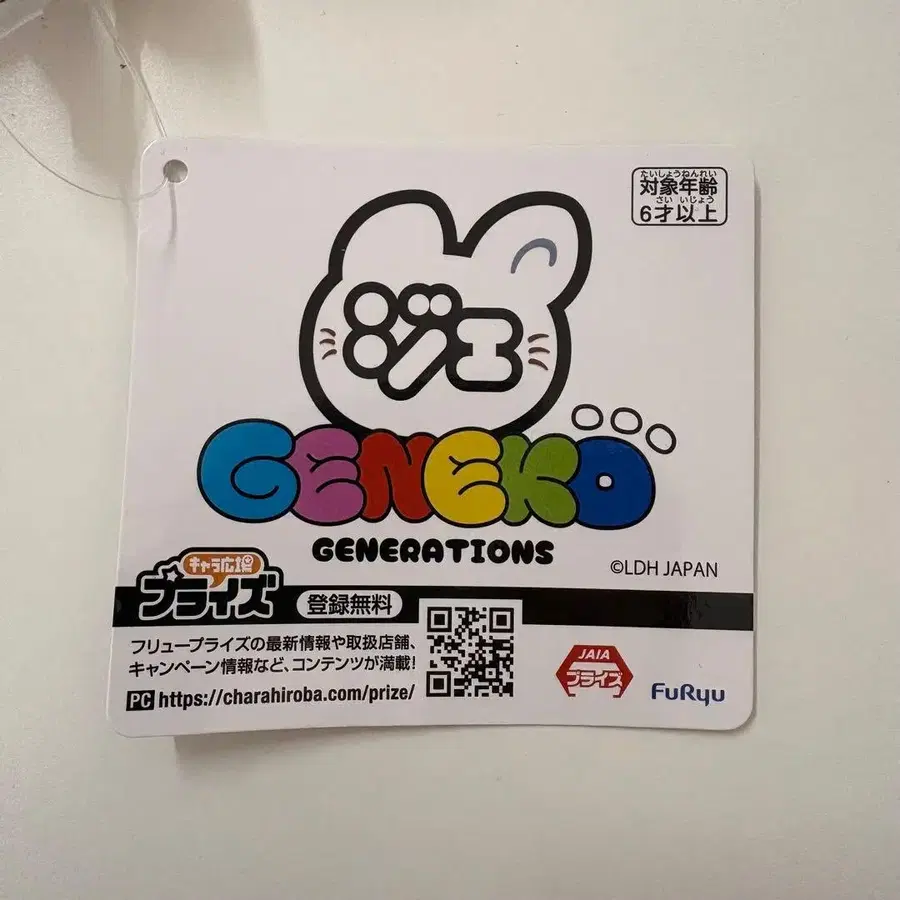 たいしょうねんれい
対象年齢
さい いじょう
6才以上
ジェ
GENEKO
GENERATIONS
©LDH JAPAN
キャラ広場
プライズ
登録無料
フリュープライズの最新情報や取扱店舗、
キャンペーン情報など、コンテンツが満載!
PC https://charahiroba.com/prize/
JAIA
プライズ
FuRyu